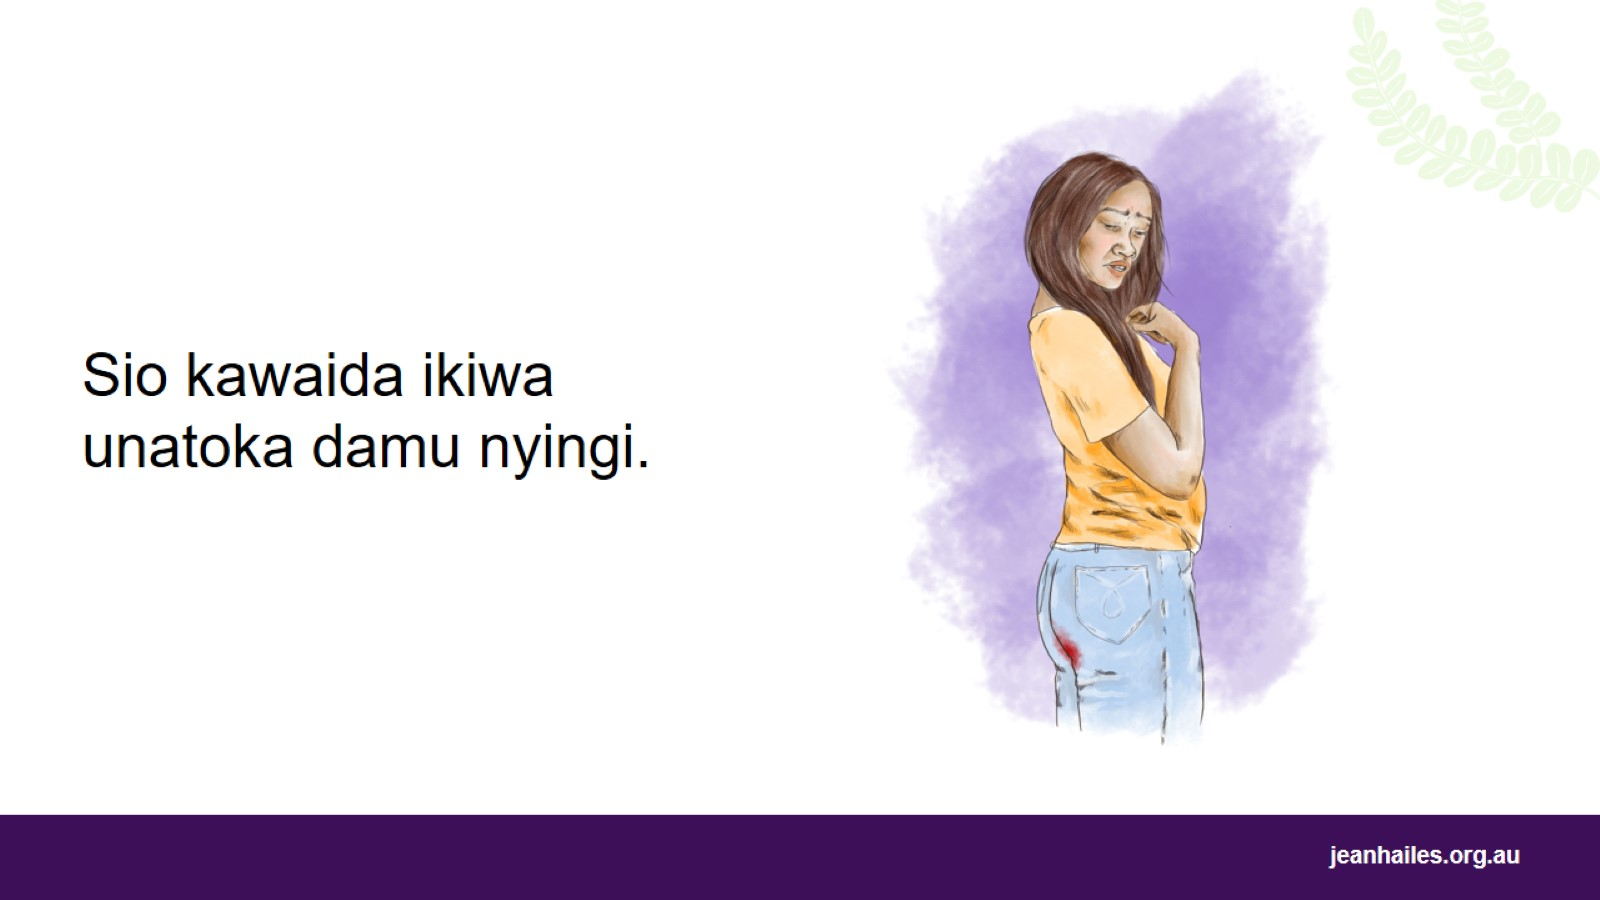 Sio kawaida ikiwa
unatoka damu nyingi.
jeanhailes.org.au